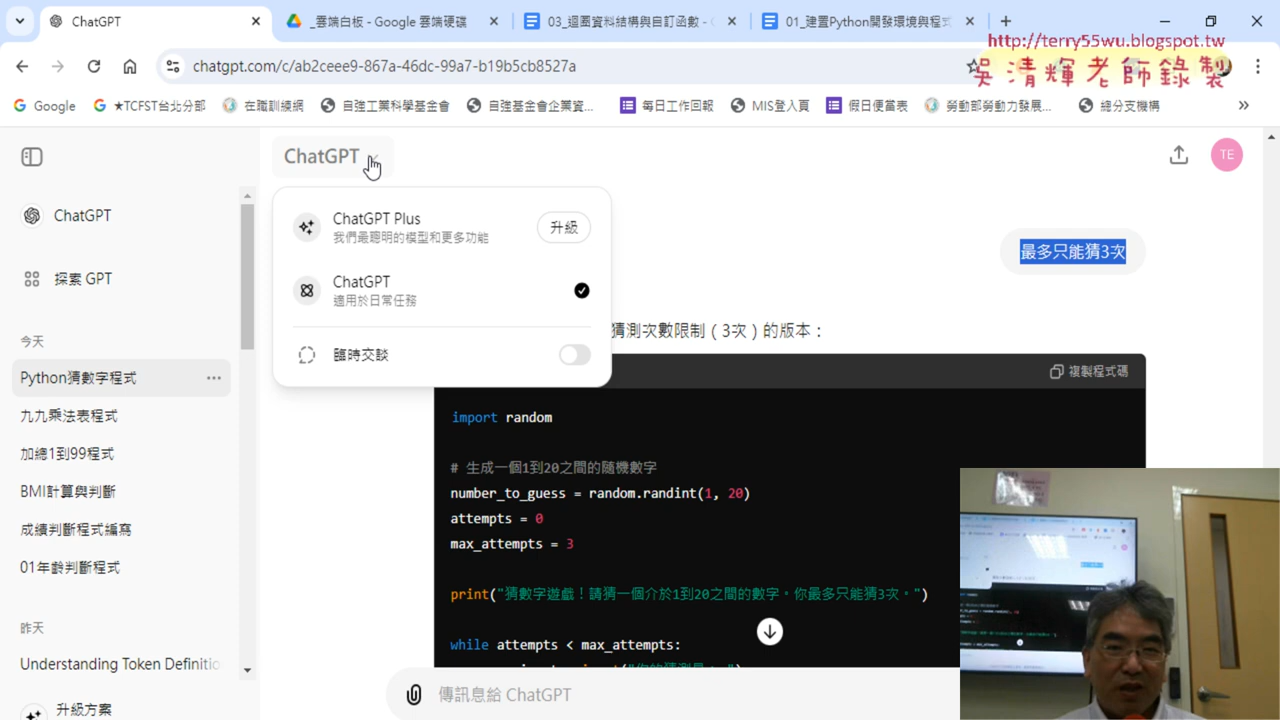 ChatGPT
_雲端白板 - Google 雲端硬碟
03_迴圈資料結構與自訂函數 -
01_建置Python開發環境與程式
http://terry55wu.blogspot.tw
吳清輝老師錄製
chatgpt.com/c/ab2ceee9-867a-46dc-99a7-b19b5cb8527a
Google
★TCFST台北分部
在職訓練網
自強工業科學基金會
自強基金會企業資...
每日工作回報
MIS登入頁
假日便當表
勞動部勞動力發展...
總分支機構
ChatGPT
TE
ChatGPT
探索 GPT
今天
Python猜數字程式
九九乘法表程式
加總1到99程式
BMI計算與判斷
成績判斷程式編寫
01年齡判斷程式
昨天
Understanding Token Definitio
升級方案
ChatGPT Plus
我們最聰明的模型和更多功能
升級
ChatGPT
適用於日常任務
臨時交談
最多只能猜3次
猜測次數限制（3次）的版本：
複製程式碼
import random
# 生成一個1到20之間的隨機數字
number_to_guess = random.randint(1, 20)
attempts = 0
max_attempts = 3
print("猜數字遊戲！請猜一個介於1到20之間的數字。你最多只能猜3次。")
while attempts < max_attempts:
傳訊息給 ChatGPT